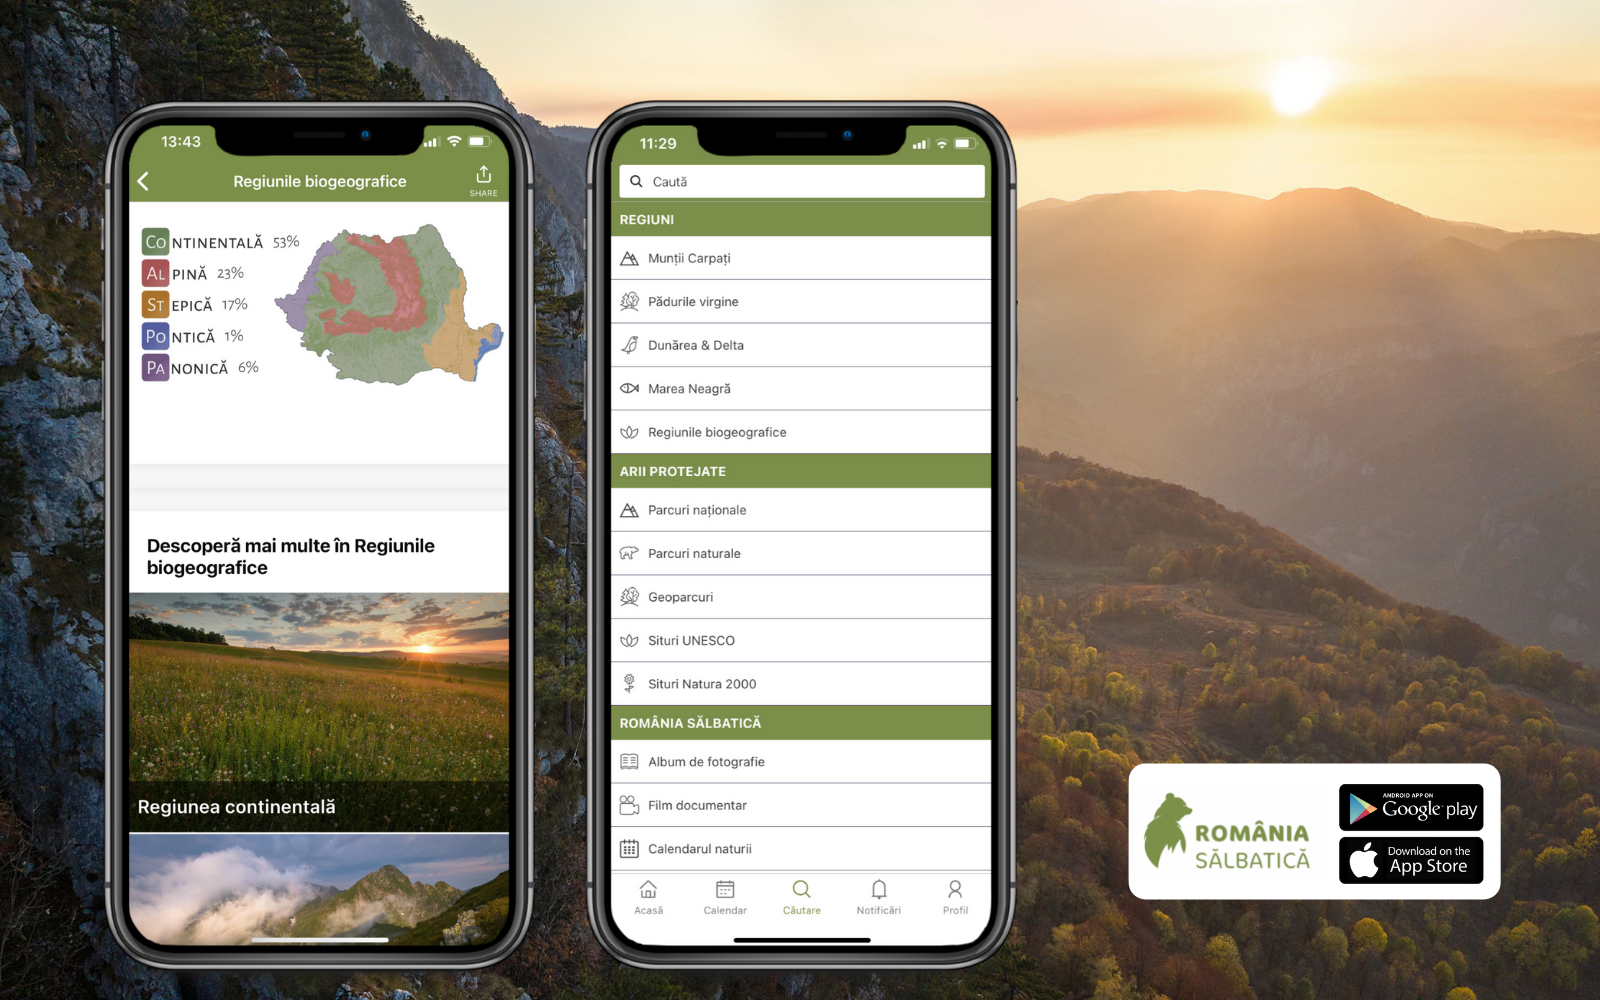 13:43
Regiunile biogeografice
SHARE
CONTINENTALĂ 53%
ALPINĂ 23%
STEPICĂ 17%
PONTICĂ 1%
PANONICĂ 6%
Descoperă mai multe în Regiunile
biogeografice
Regiunea continentală
11:29
Caută
REGIUNI
Munții Carpați
Pădurile virgine
Dunărea & Delta
Marea Neagră
Regiunile biogeografice
ARII PROTEJATE
Parcuri naționale
Parcuri naturale
Geoparcuri
Situri UNESCO
Situri Natura 2000
ROMÂNIA SĂLBATICĂ
Album de fotografie
Film documentar
Calendarul naturii
Acasă
Calendar
Căutare
Notificări
Profil
ROMÂNIA
SĂLBATICĂ
ANDROID APP ON
Google play
Download on the
App Store